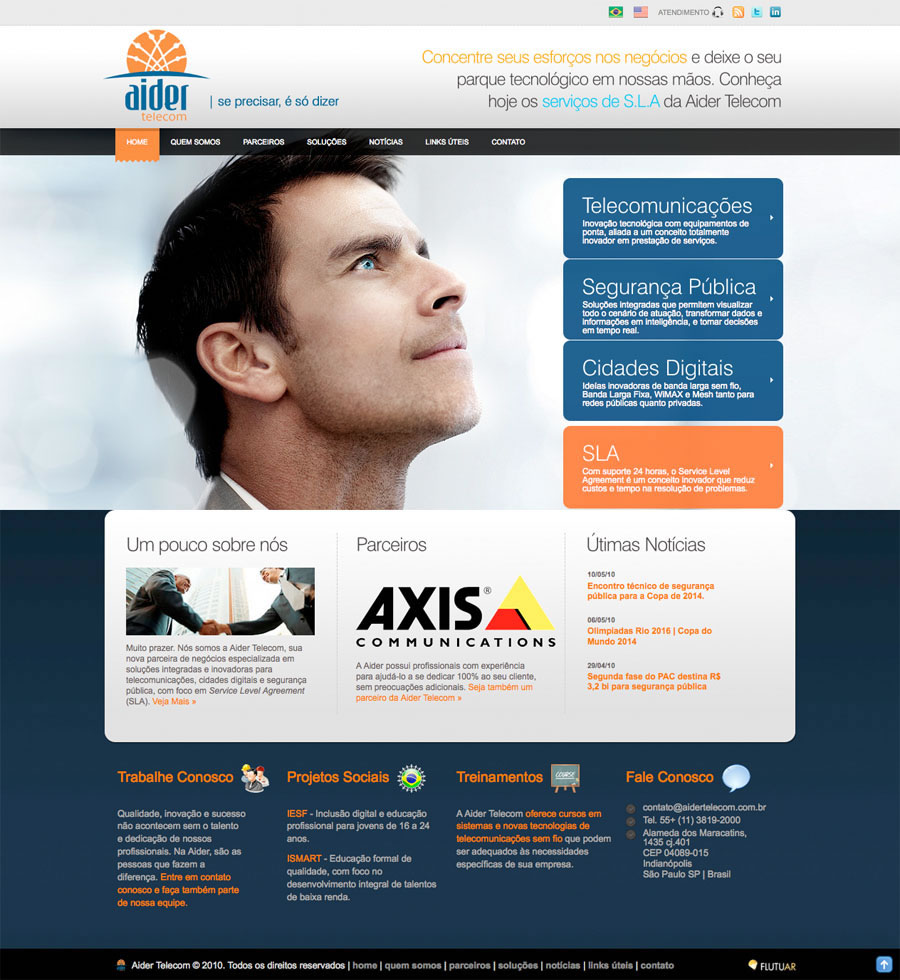 ATENDIMENTO
aider
telecom
| se precisar, é só dizer
Concentre seus esforços nos negócios e deixe o seu
parque tecnológico em nossas mãos. Conheça
hoje os serviços de S.L.A da Aider Telecom
HOME QUEM SOMOS PARCEIROS SOLUÇÕES NOTÍCIAS LINKS ÚTEIS CONTATO
Telecomunicações
Inovação tecnológica com equipamentos de
ponta, aliada a um conceito totalmente
inovador em prestação de serviços.
Segurança Pública
Soluções integradas que permitem visualizar
todo o cenário de atuação, transformar dados e
informações em inteligência, e tomar decisões
em tempo real.
Cidades Digitais
Ideias inovadoras de banda larga sem fio,
Banda Larga Fixa, WiMAX e Mesh tanto para
redes públicas quanto privadas.
SLA
Com suporte 24 horas, o Service Level
Agreement é um conceito inovador que reduz
custos e tempo na resolução de problemas.
Um pouco sobre nós
Muito prazer. Nós somos a Aider Telecom, sua
nova parceira de negócios especializada em
soluções integradas e inovadoras para
telecomunicações, cidades digitais e segurança
pública, com foco em Service Level Agreement
(SLA). Veja Mais »
Parceiros
AXIS®
COMMUNICATIONS
A Aider possui profissionais com experiência
para ajudá-lo a se dedicar 100% ao seu cliente,
sem preocuações adicionais. Seja também um
parceiro da Aider Telecom »
Útimas Notícias
10/05/10
Encontro técnico de segurança
pública para a Copa de 2014.
06/05/10
Olimpíadas Rio 2016 | Copa do
Mundo 2014
20/04/10
Segunda fase do PAC destina R$
3,2 bi para segurança pública
Trabalhe Conosco
Qualidade, inovação e sucesso
não acontecem sem o talento
e dedicação de nossos
profissionais. Na Aider, são as
pessoas que fazem a
diferença. Entre em contato
conosco e faça também parte
de nossa equipe.
Projetos Sociais
IESF - Inclusão digital e educação
profissional para jovens de 16 a 24
anos.
ISMART - Educação formal de
qualidade, com foco no
desenvolvimento integral de talentos
de baixa renda.
Treinamentos
COURSE
A Aider Telecom oferece cursos em
sistemas e novas tecnologias de
telecomunicações sem fio que podem
ser adequados às necessidades
específicas de sua empresa.
Fale Conosco
contato@aidertelecom.com.br
Tel. 55+ (11) 3819-2000
Alameda dos Maracatins,
1435 cj.401
CEP 04089-015
Indianópolis
São Paulo SP | Brasil
Aider Telecom © 2010. Todos os direitos reservados | home | quem somos | parceiros | soluções | notícias | links úteis | contato
FLUTUAR